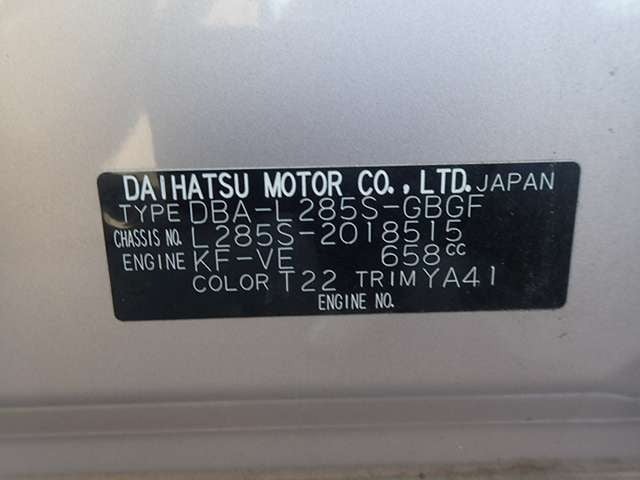 DAIHATSU MOTOR CO., LTD. JAPAN
TYPE DBA-L285S-GBGF
CHASSIS NO. L285S-2018515
ENGINE KF-VE 658cc
COLOR T22 TRIM YA41
ENGINE NO.